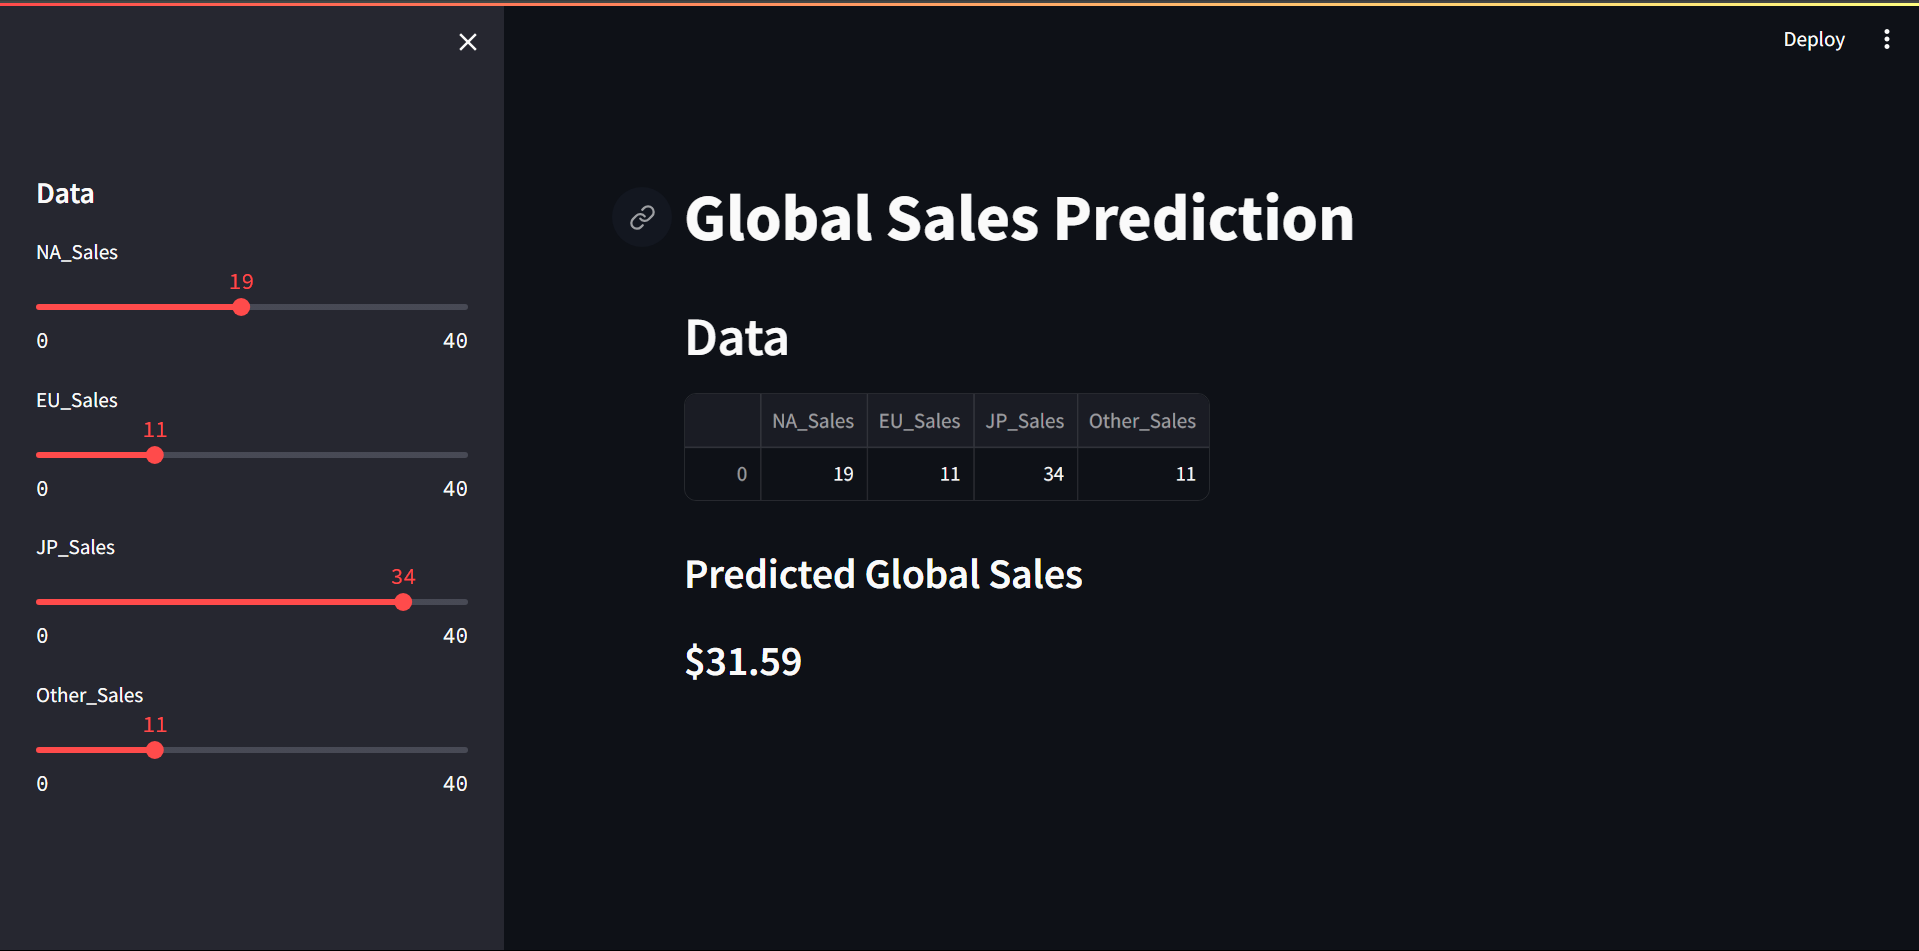 Deploy
Data
NA_Sales
19
0 40
EU_Sales
11
0 40
JP_Sales
34
0 40
Other_Sales
11
0 40
Global Sales Prediction
Data
NA_Sales EU_Sales JP_Sales Other_Sales
0 19 11 34 11
Predicted Global Sales
$31.59